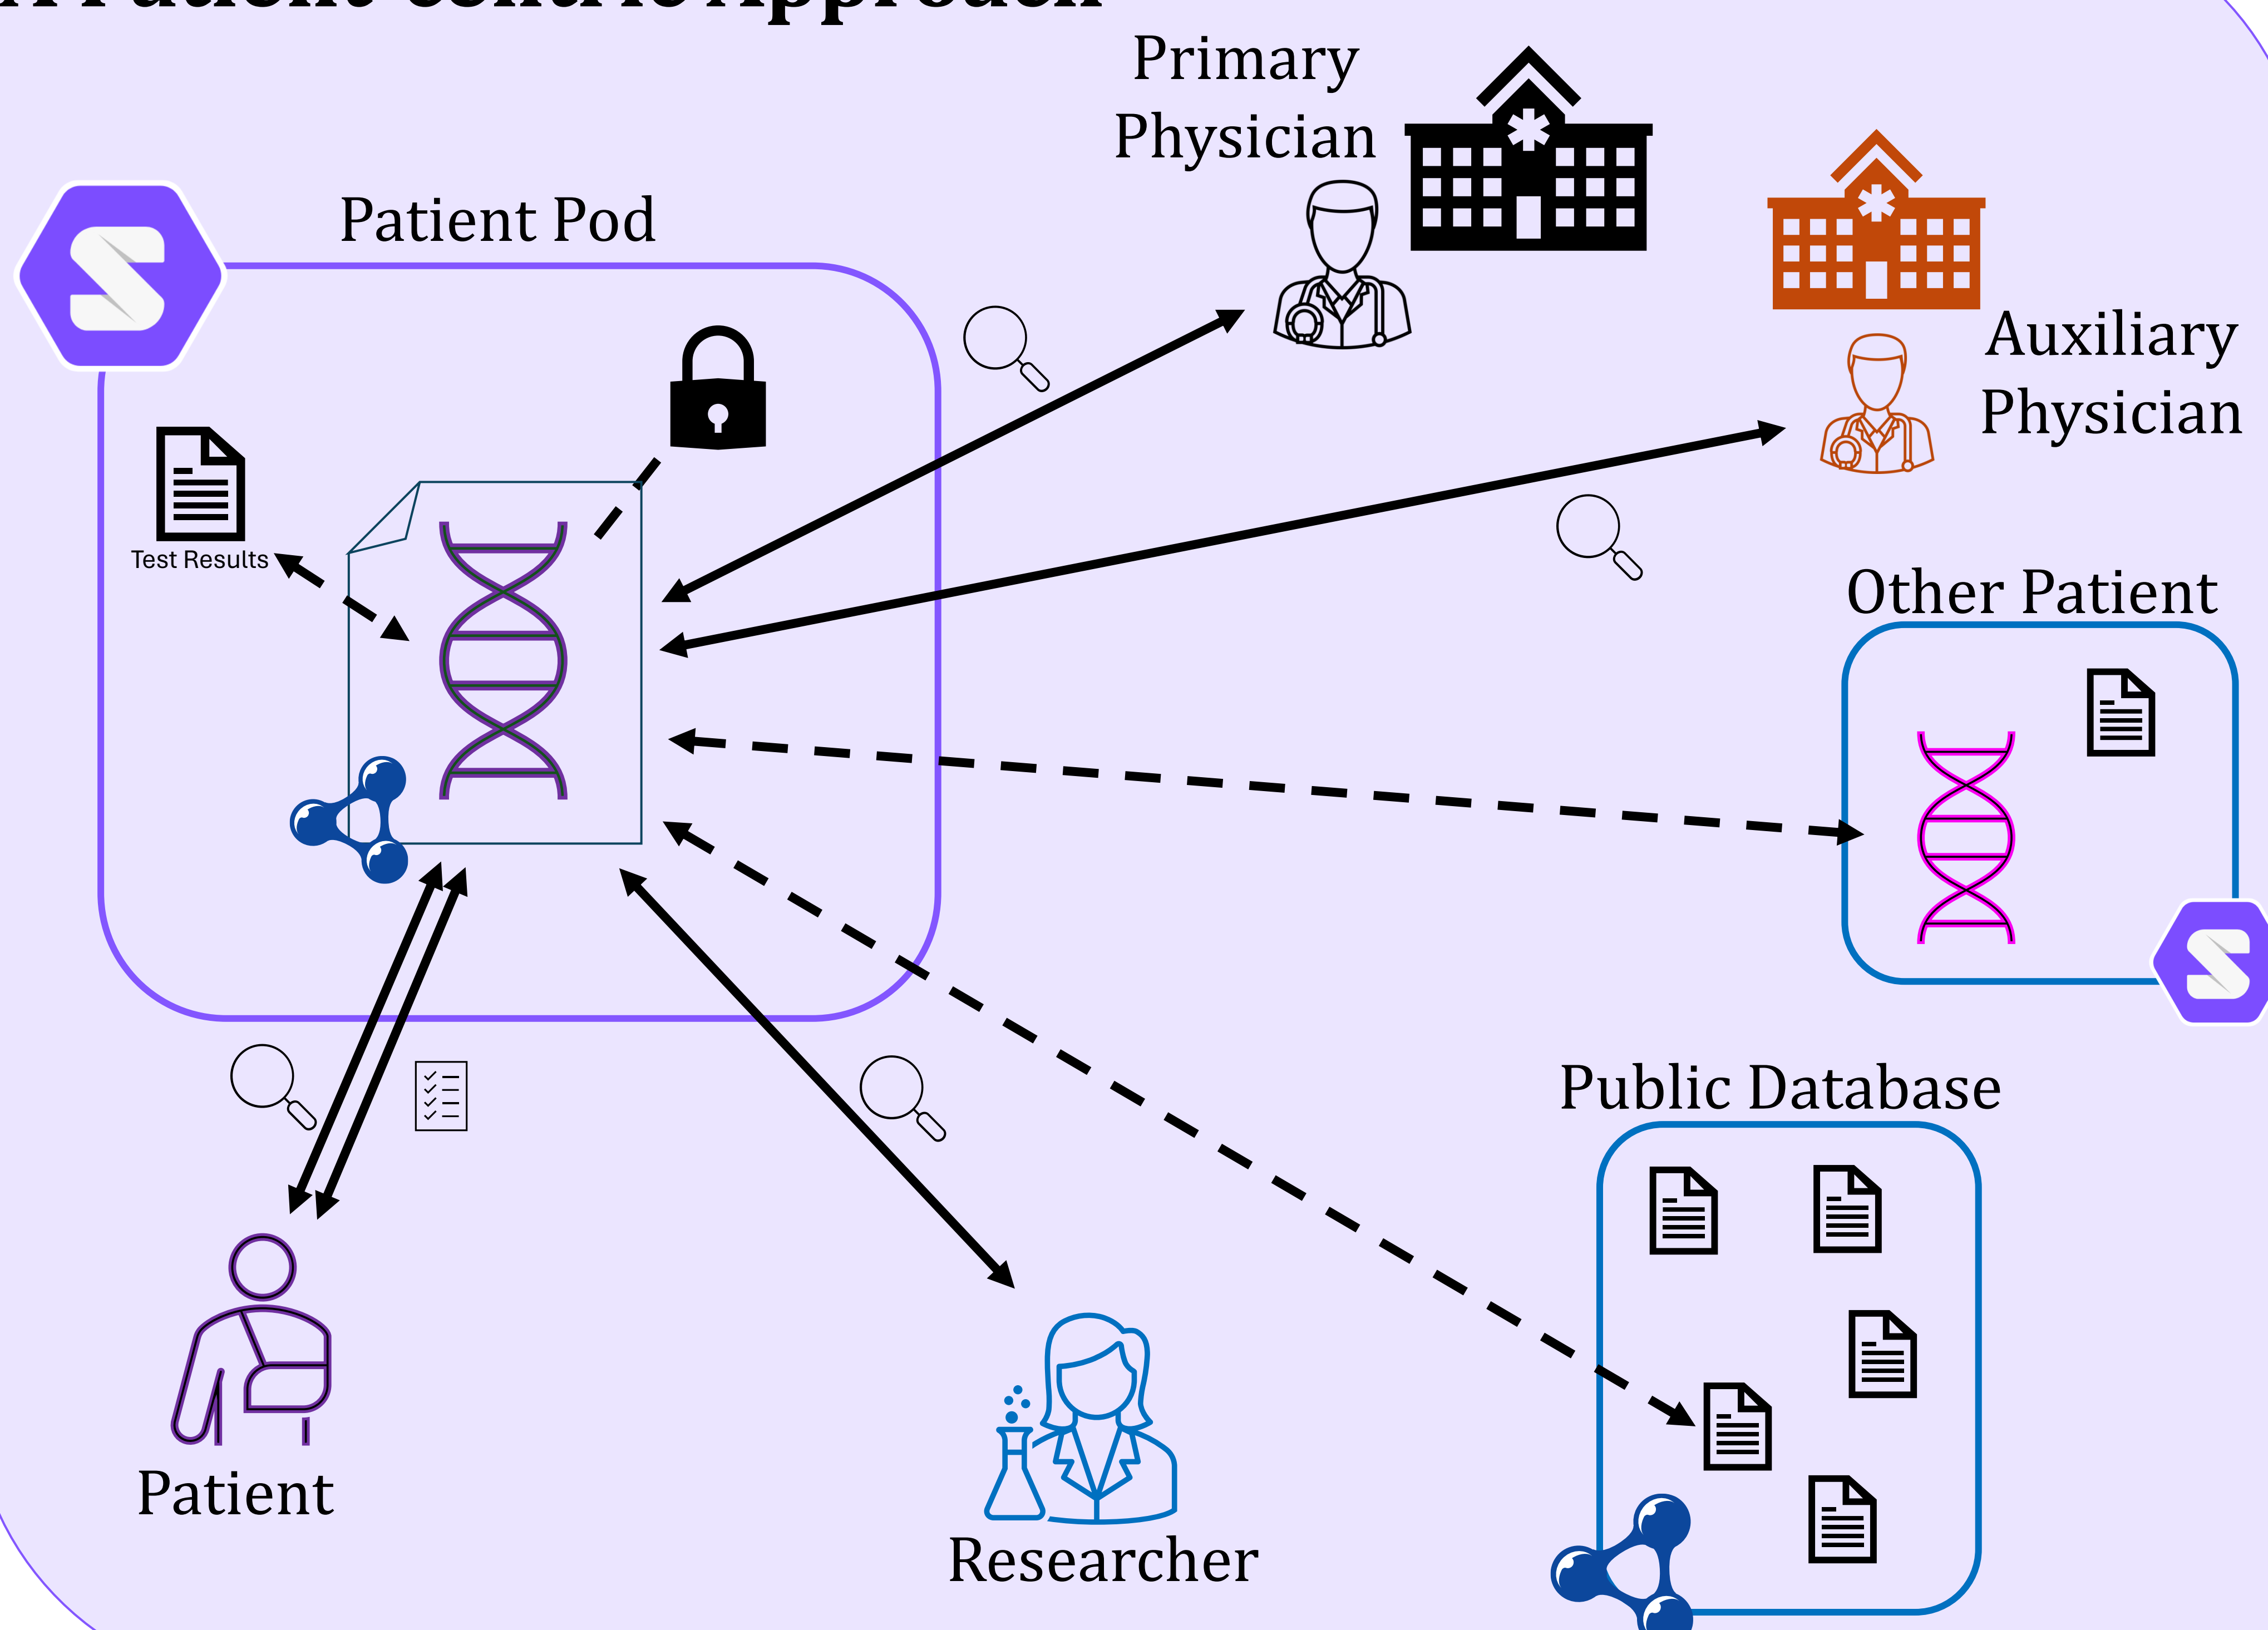 Primary
Physician
Patient Pod
Auxiliary
Physician
Test Results
Other Patient
Public Database
Patient
Researcher